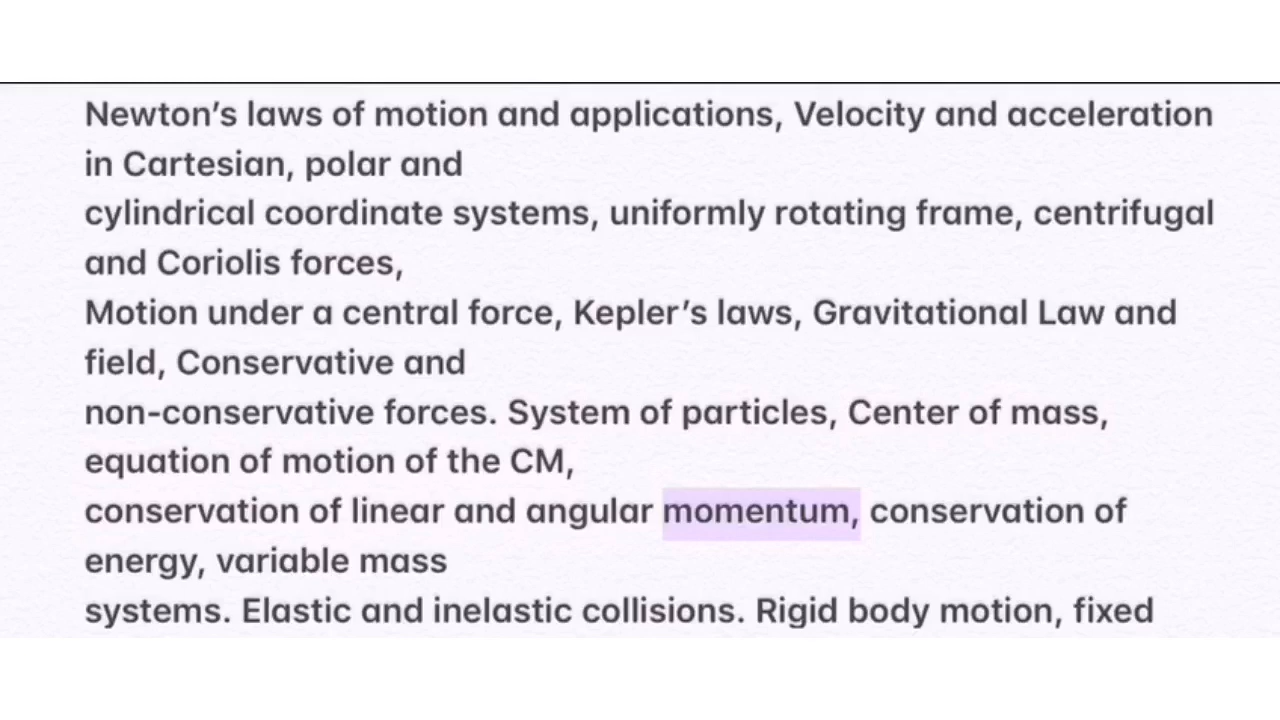 Newton’s laws of motion and applications, Velocity and acceleration
in Cartesian, polar and
cylindrical coordinate systems, uniformly rotating frame, centrifugal
and Coriolis forces,
Motion under a central force, Kepler’s laws, Gravitational Law and
field, Conservative and
non-conservative forces. System of particles, Center of mass,
equation of motion of the CM,
conservation of linear and angular momentum, conservation of
energy, variable mass
systems. Elastic and inelastic collisions. Rigid body motion, fixed